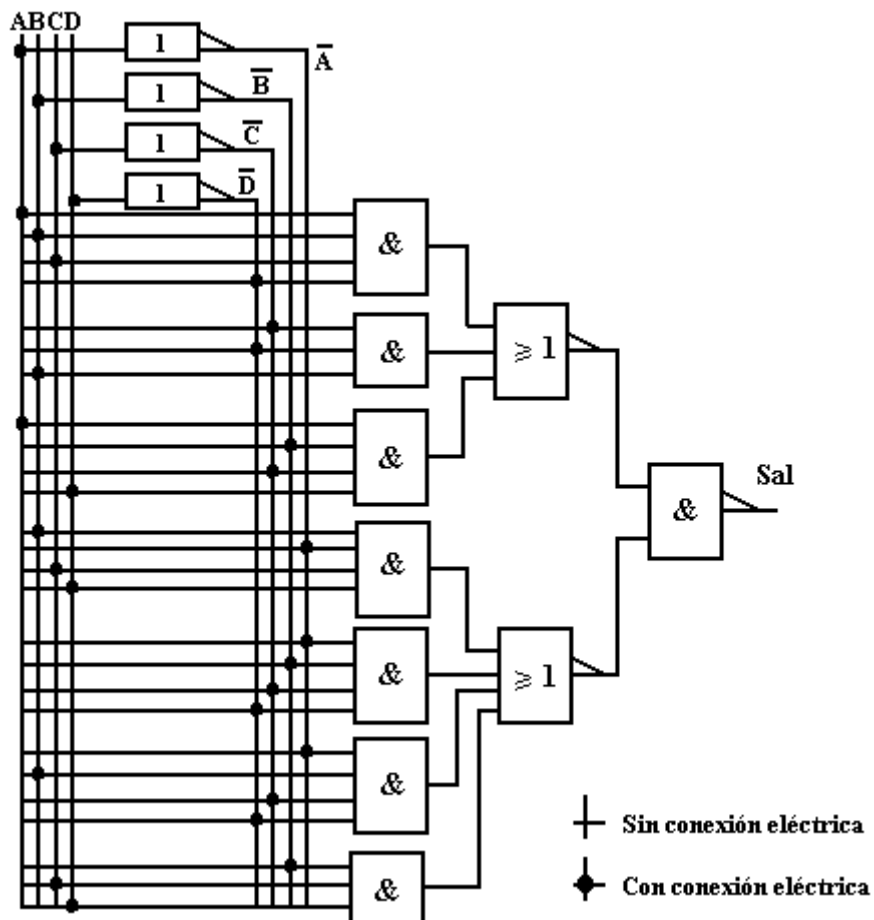 ABCD
1
A̅
1
B̅
1
C̅
1
D̅
&
&
≥ 1
&
Sal
&
&
&
≥ 1
&
&
Sin conexión eléctrica
Con conexión eléctrica